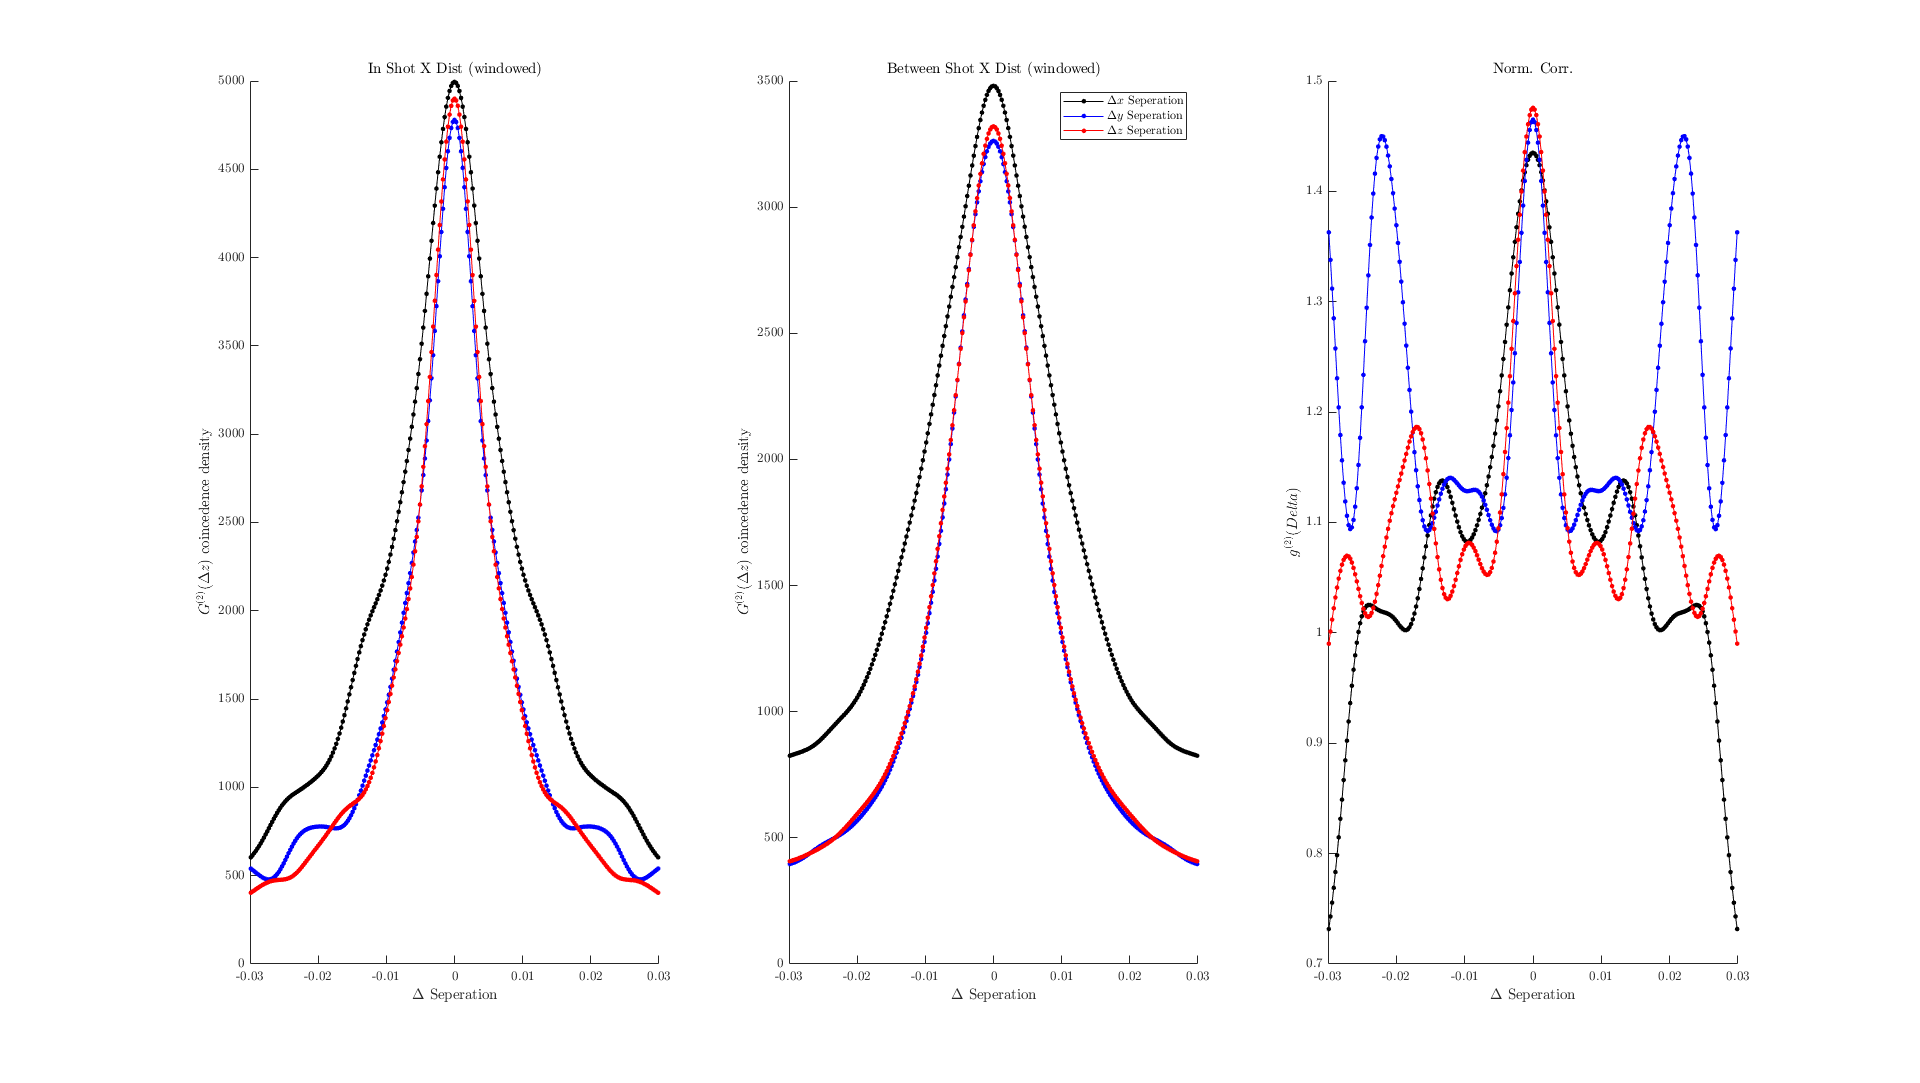 In Shot X Dist (windowed)
5000
4500
4000
3500
3000
2500
2000
1500
1000
500
0
G⁽²⁾(Δz) coincedence density
-0.03 -0.02 -0.01 0 0.01 0.02 0.03
Δ Seperation
Between Shot X Dist (windowed)
3500
3000
2500
2000
1500
1000
500
0
G⁽²⁾(Δz) coincedence density
Δx Seperation
Δy Seperation
Δz Seperation
-0.03 -0.02 -0.01 0 0.01 0.02 0.03
Δ Seperation
Norm. Corr.
1.5
1.4
1.3
1.2
1.1
1
0.9
0.8
0.7
g⁽²⁾(Delta)
-0.03 -0.02 -0.01 0 0.01 0.02 0.03
Δ Seperation